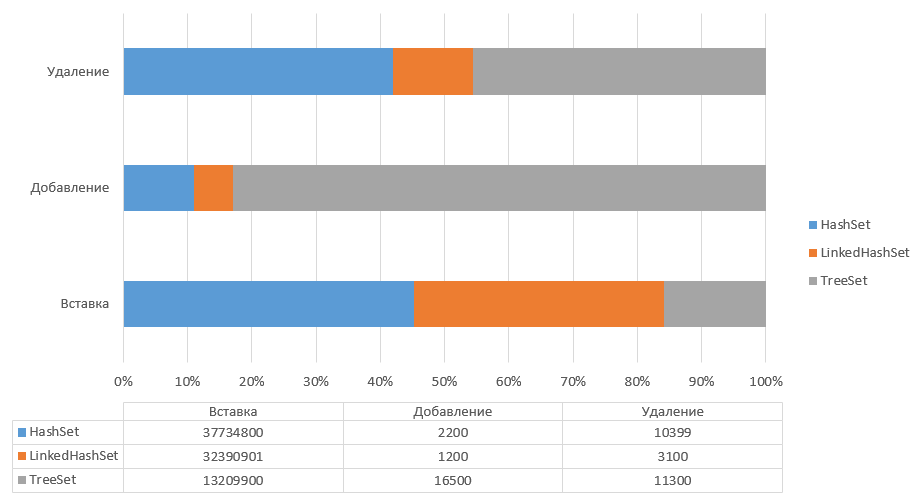 Удаление
Добавление
Вставка
0% 10% 20% 30% 40% 50% 60% 70% 80% 90% 100%
HashSet
LinkedHashSet
TreeSet
Вставка Добавление Удаление
HashSet 37734800 2200 10399
LinkedHashSet 32390901 1200 3100
TreeSet 13209900 16500 11300